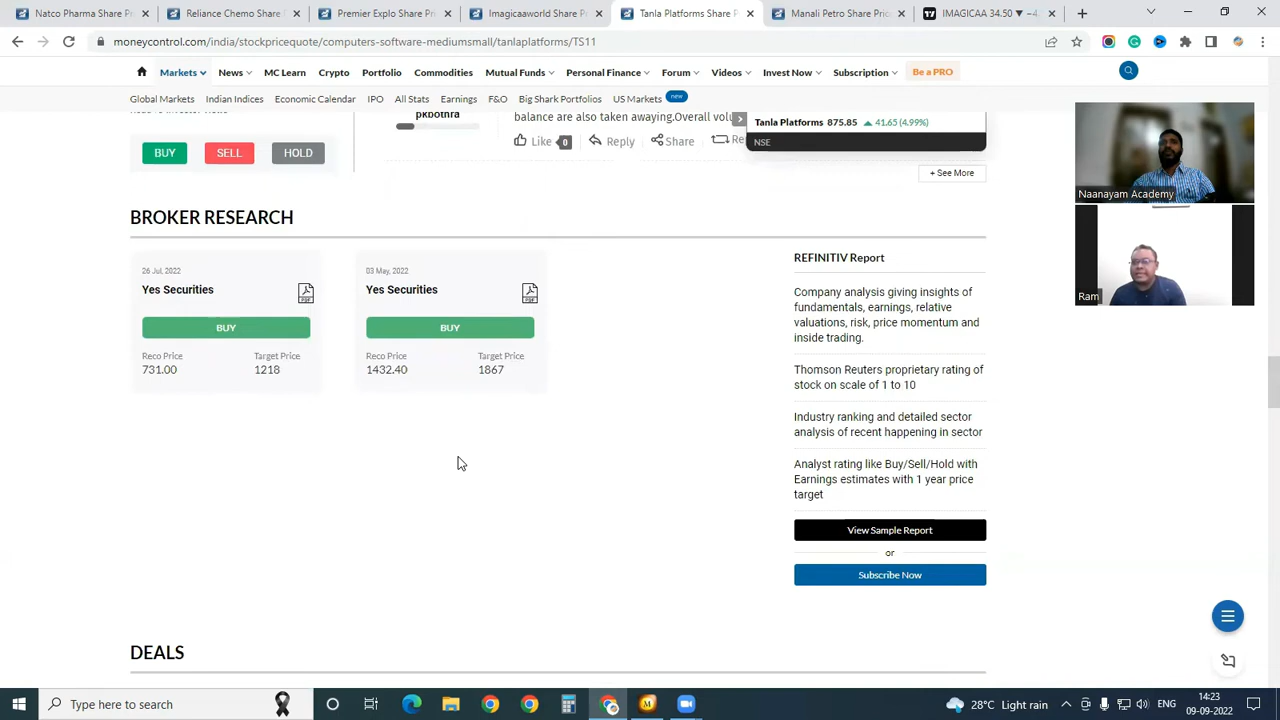 Natco Pharma Share Pr
Reliance Chemo Share
Premier Explo Share Pric
Imagicaaworld Share Pr
Tanla Platforms Share P
Manali Petro Share Price
IMAGICAA 34.50 ▼ −4.
moneycontrol.com/india/stockpricequote/computers-software-mediumsmall/tanlaplatforms/TS11
Markets
News
MC Learn
Crypto
Portfolio
Commodities
Mutual Funds
Personal Finance
Forum
Videos
Invest Now
Subscription
Be a PRO
Global Markets
Indian Indices
Economic Calendar
IPO
All Stats
Earnings
F&O
Big Shark Portfolios
US Markets
new
pkbothra
balance are also taken awaying.Overall volu
Tanla Platforms 875.85 ▲ 41.65 (4.99%)
NSE
BUY
SELL
HOLD
Like 0
Reply
Share
Re
+ See More
BROKER RESEARCH
26 Jul, 2022
Yes Securities
PDF
BUY
Reco Price
Target Price
731.00
1218
03 May, 2022
Yes Securities
PDF
BUY
Reco Price
Target Price
1432.40
1867
REFINITIV Report
Company analysis giving insights of
fundamentals, earnings, relative
valuations, risk, price momentum and
inside trading.
Thomson Reuters proprietary rating of
stock on scale of 1 to 10
Industry ranking and detailed sector
analysis of recent happening in sector
Analyst rating like Buy/Sell/Hold with
Earnings estimates with 1 year price
target
View Sample Report
or
Subscribe Now
DEALS
Naanayam Academy
Ram
Type here to search
28°C Light rain
ENG
14:23
09-09-2022